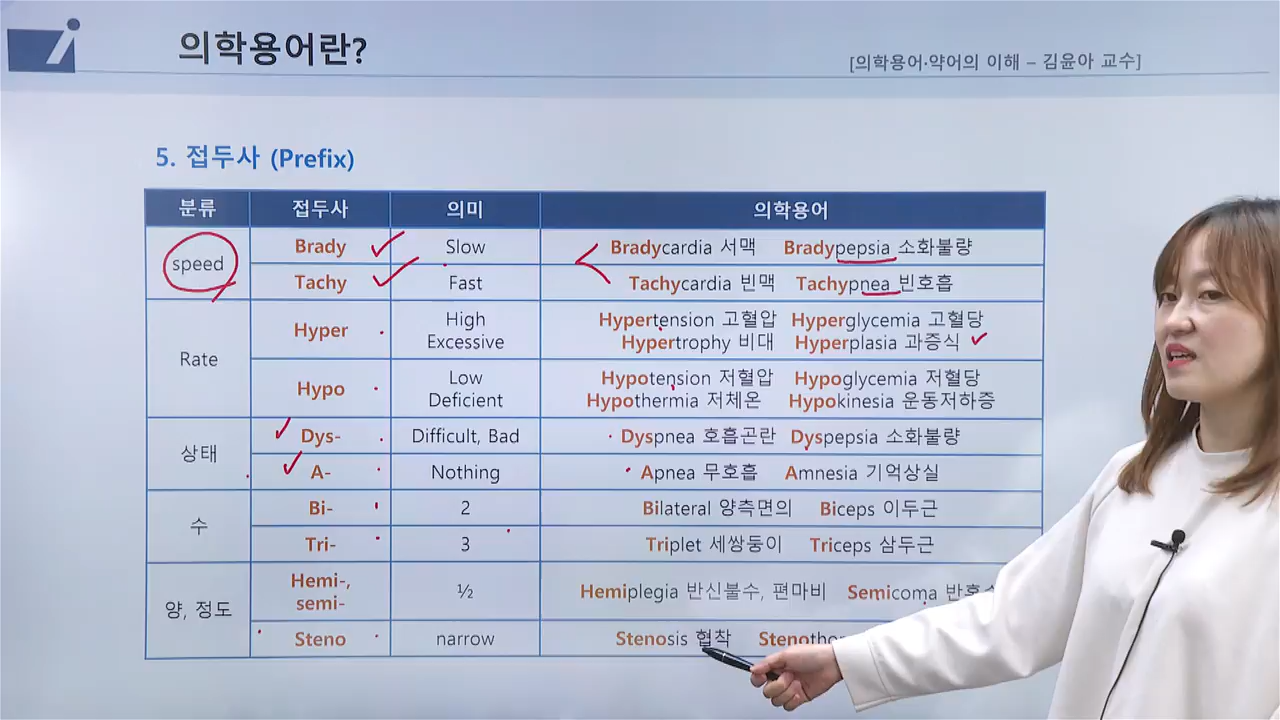 의학용어란?
[의학용어·약어의 이해 – 김윤아 교수]
5. 접두사 (Prefix)
분류 접두사 의미 의학용어
speed Brady Slow Bradycardia 서맥 Bradypepsia 소화불량
Tachy Fast Tachycardia 빈맥 Tachypnea 빈호흡
Rate Hyper High Excessive Hypertension 고혈압 Hyperglycemia 고혈당
Hypertrophy 비대 Hyperplasia 과증식
Hypo Low Deficient Hypotension 저혈압 Hypoglycemia 저혈당
Hypothermia 저체온 Hypokinesia 운동저하증
상태 Dys- Difficult, Bad Dyspnea 호흡곤란 Dyspepsia 소화불량
A- Nothing Apnea 무호흡 Amnesia 기억상실
수 Bi- 2 Bilateral 양측면의 Biceps 이두근
Tri- 3 Triplet 세쌍둥이 Triceps 삼두근
양, 정도 Hemi-, semi- ½ Hemiplegia 반신불수, 편마비 Semicoma
Steno narrow Stenosis 협착